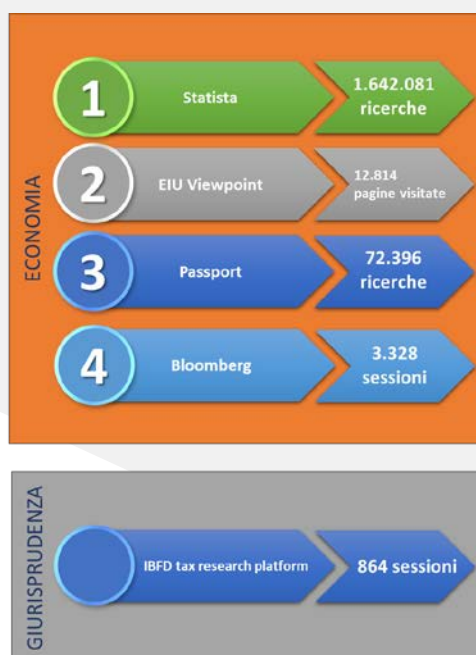 ECONOMIA
1
Statista
1.642.081
ricerche
2
EIU Viewpoint
12.814
pagine visitate
3
Passport
72.396
ricerche
4
Bloomberg
3.328
sessioni
GIURISPRUDENZA
IBFD tax research platform
864 sessioni